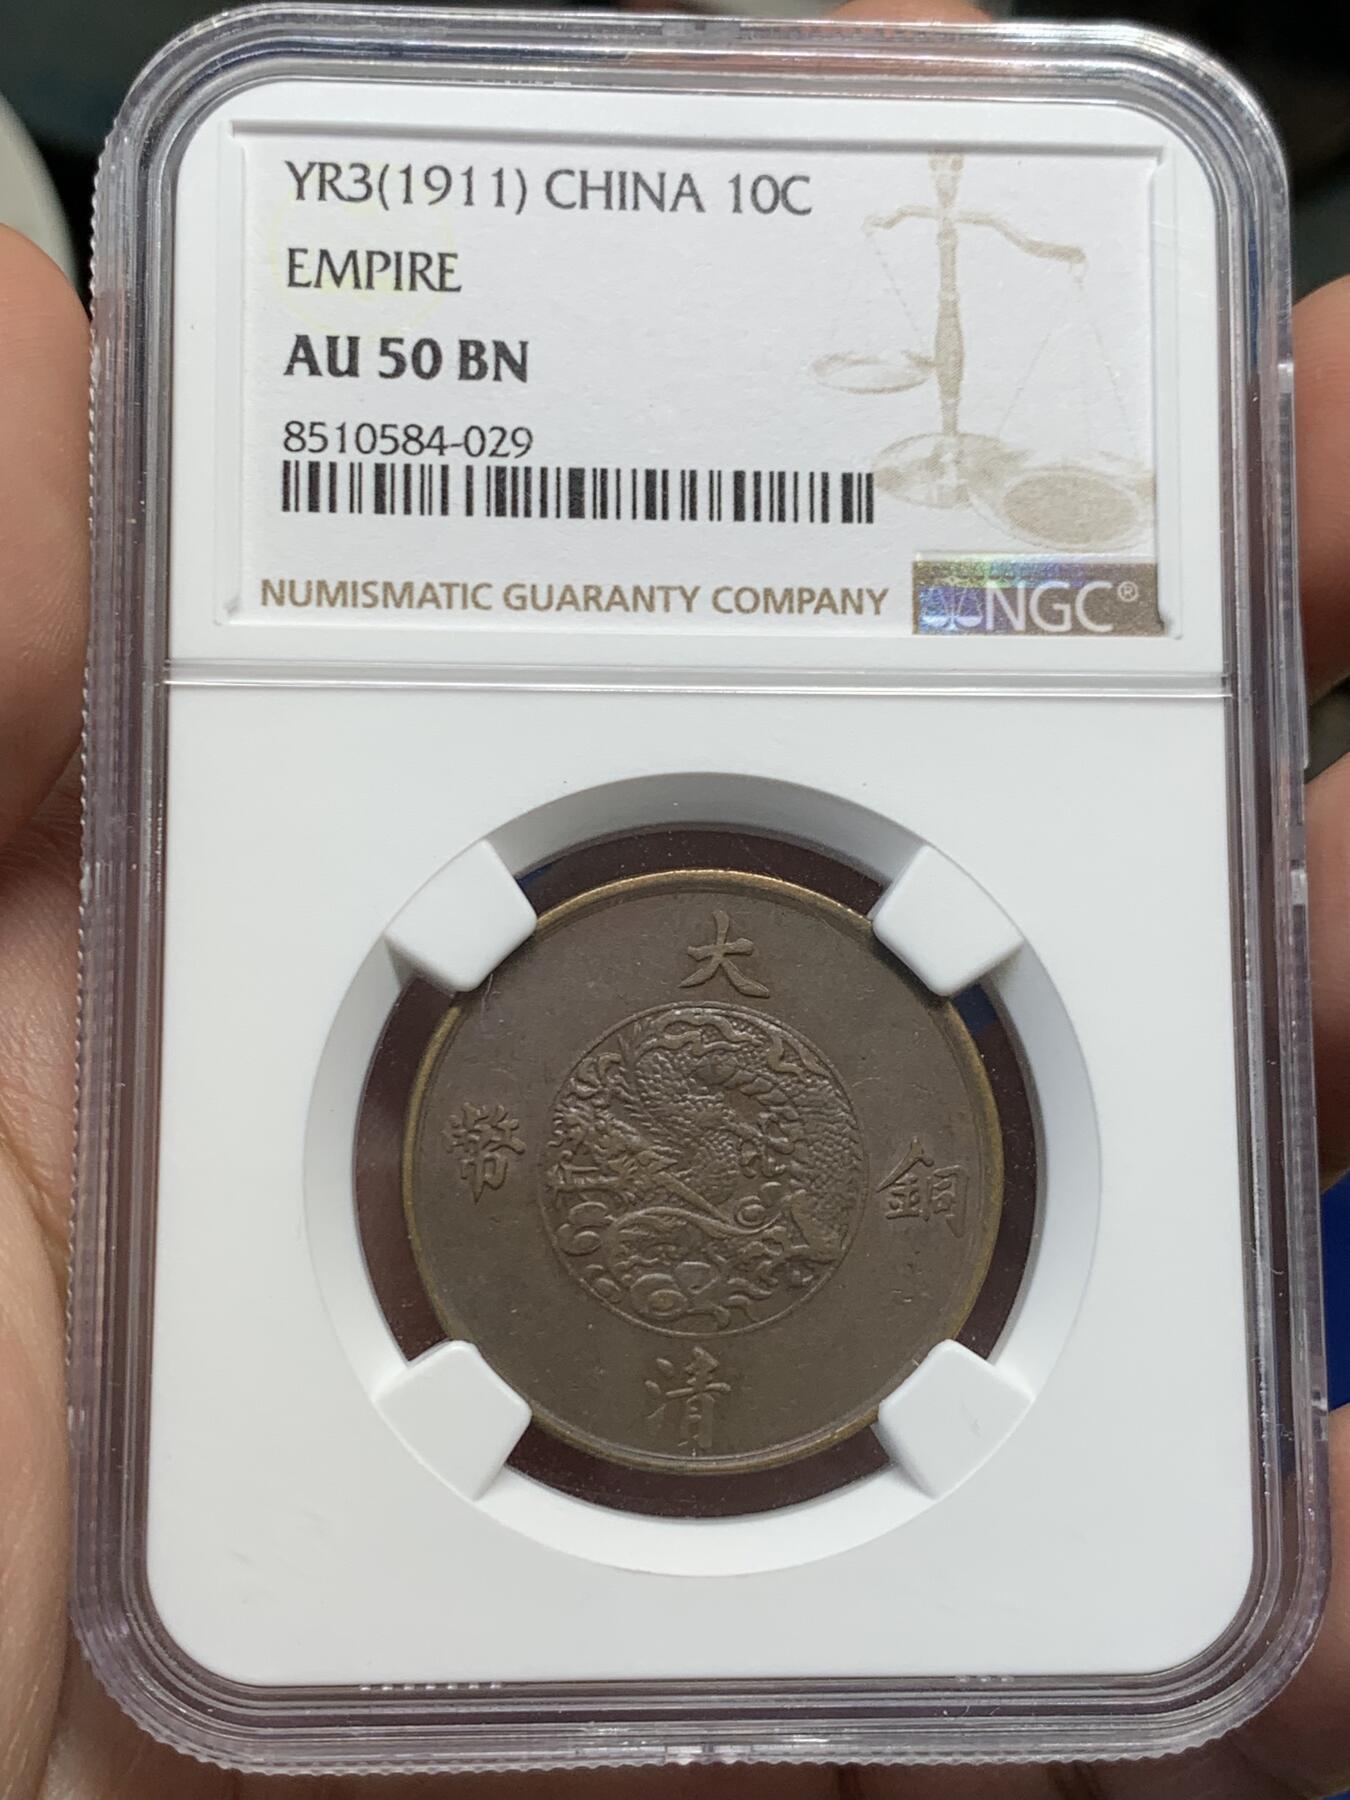 YR3(1911) CHINA 10C
EMPIRE
AU 50 BN
8510584-029
NUMISMATIC GUARANTY COMPANY
NGC®
大
幣
銅
清